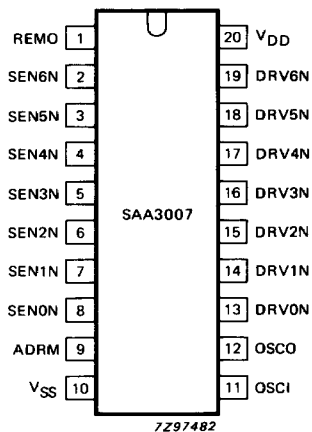 REMO 1 20 VDD
SEN6N 2 19 DRV6N
SEN5N 3 18 DRV5N
SEN4N 4 17 DRV4N
SEN3N 5 16 DRV3N
SAA3007
SEN2N 6 15 DRV2N
SEN1N 7 14 DRV1N
SEN0N 8 13 DRV0N
ADRM 9 12 OSCO
VSS 10 11 OSCI
7Z97482